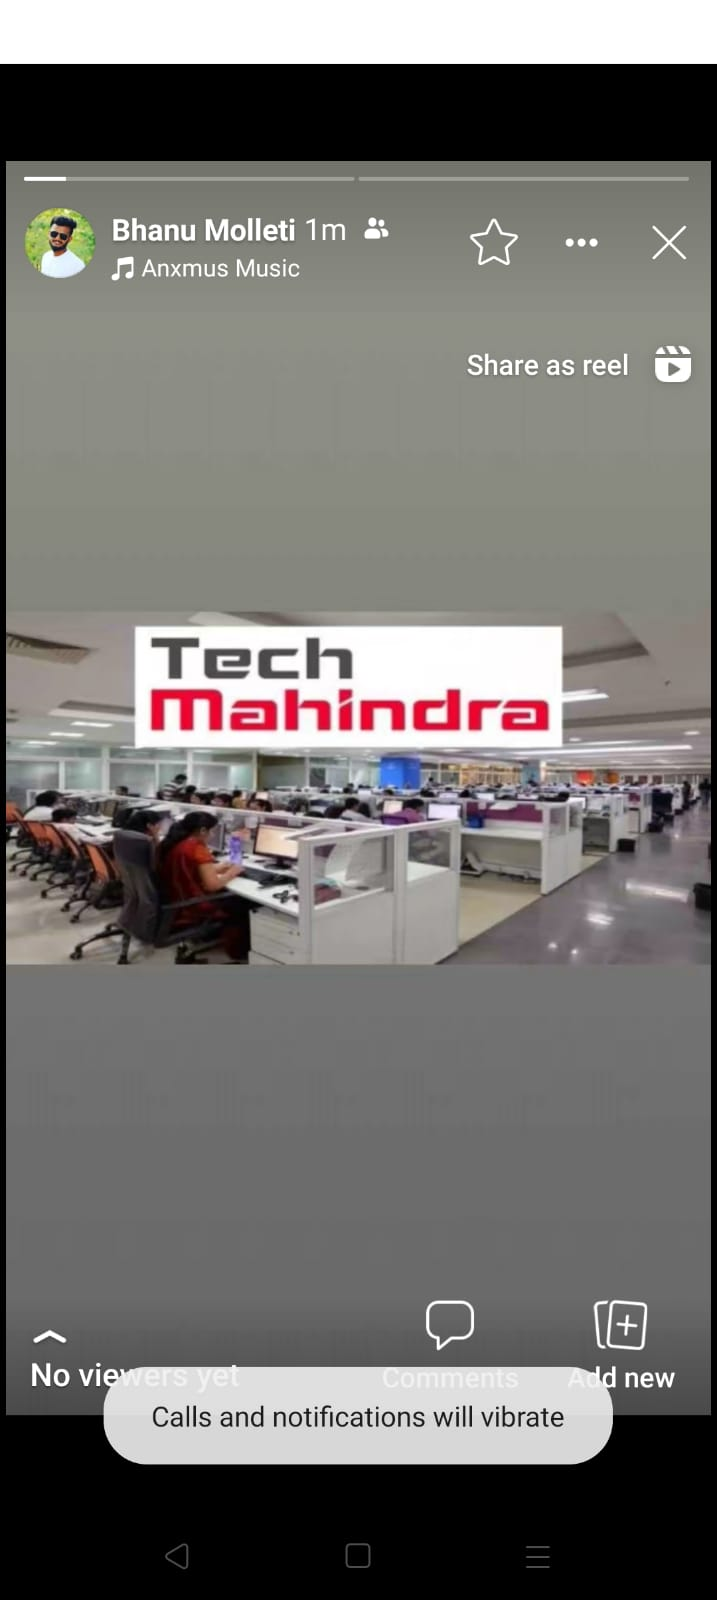 Bhanu Molleti 1m
Anxmus Music
Share as reel
Tech
Mahindra
No viewers yet
Comments
Add new
Calls and notifications will vibrate